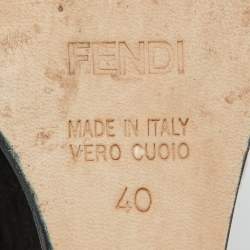 FENDI
MADE IN ITALY
VERO CUOIO
40